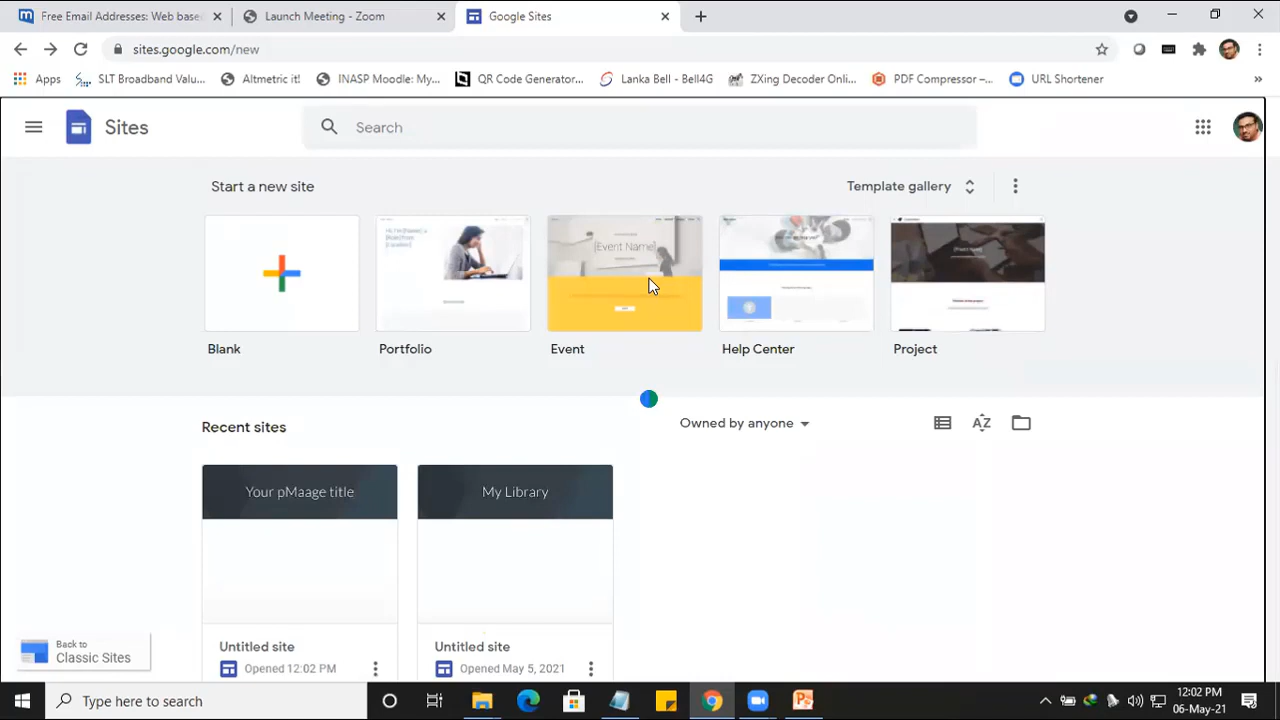 Free Email Addresses: Web base
Launch Meeting - Zoom
Google Sites
sites.google.com/new
Apps
SLT Broadband Valu...
Altmetric it!
INASP Moodle: My...
QR Code Generator...
Lanka Bell - Bell4G
ZXing Decoder Onli...
PDF Compressor –...
URL Shortener
»
Sites
Search
Start a new site
Template gallery
[Event Name]
Blank
Portfolio
Event
Help Center
Project
Recent sites
Owned by anyone
AZ
Your pMaage title
My Library
Untitled site
Opened 12:02 PM
Untitled site
Opened May 5, 2021
Back to
Classic Sites
Type here to search
12:02 PM
06-May-21